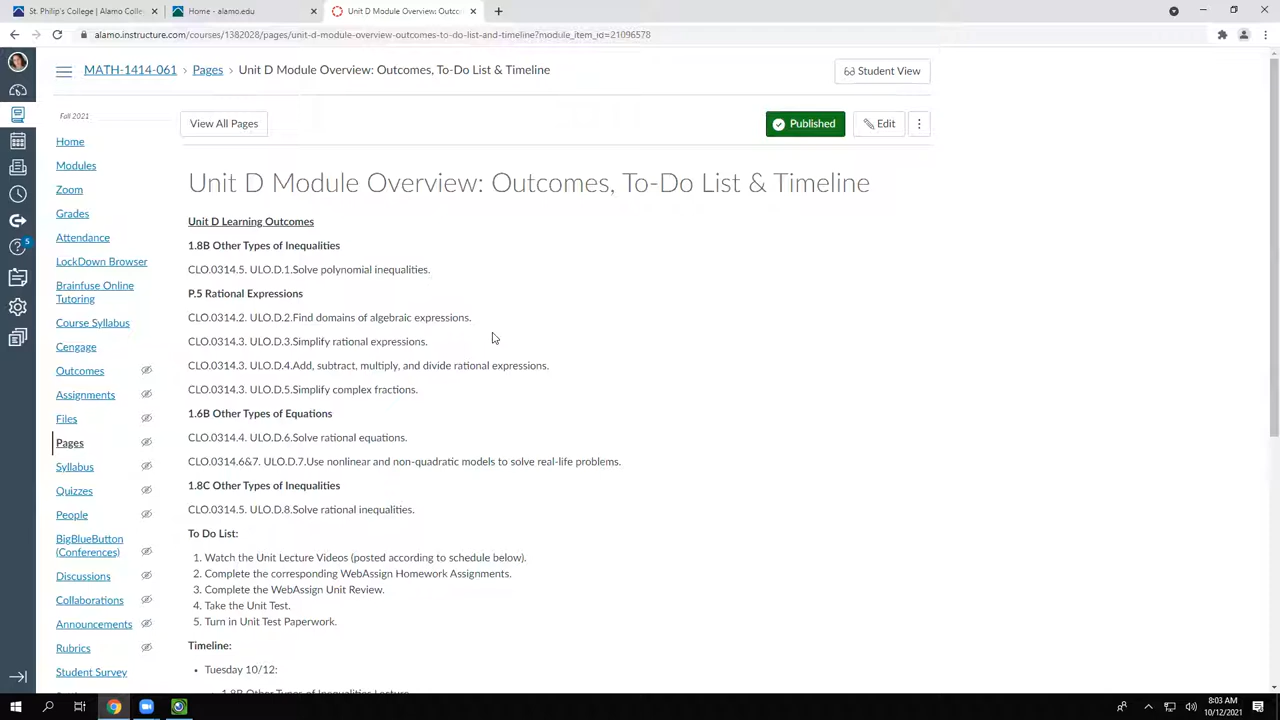 St. Philip's College | Alamo Colle
Home - alamo.edu
Unit D Module Overview: Outcom
alamo.instructure.com/courses/1382028/pages/unit-d-module-overview-outcomes-to-do-list-and-timeline?module_item_id=21096578
MATH-1414-061 › Pages › Unit D Module Overview: Outcomes, To-Do List & Timeline
Student View
Fall 2021
View All Pages
Published
Edit
Home
Modules
Zoom
Grades
Attendance
LockDown Browser
Brainfuse Online
Tutoring
Course Syllabus
Cengage
Outcomes
Assignments
Files
Pages
Syllabus
Quizzes
People
BigBlueButton
(Conferences)
Discussions
Collaborations
Announcements
Rubrics
Student Survey
5
Unit D Module Overview: Outcomes, To-Do List & Timeline
Unit D Learning Outcomes
1.8B Other Types of Inequalities
CLO.0314.5. ULO.D.1.Solve polynomial inequalities.
P.5 Rational Expressions
CLO.0314.2. ULO.D.2.Find domains of algebraic expressions.
CLO.0314.3. ULO.D.3.Simplify rational expressions.
CLO.0314.3. ULO.D.4.Add, subtract, multiply, and divide rational expressions.
CLO.0314.3. ULO.D.5.Simplify complex fractions.
1.6B Other Types of Equations
CLO.0314.4. ULO.D.6.Solve rational equations.
CLO.0314.6&7. ULO.D.7.Use nonlinear and non-quadratic models to solve real-life problems.
1.8C Other Types of Inequalities
CLO.0314.5. ULO.D.8.Solve rational inequalities.
To Do List:
1. Watch the Unit Lecture Videos (posted according to schedule below).
2. Complete the corresponding WebAssign Homework Assignments.
3. Complete the WebAssign Unit Review.
4. Take the Unit Test.
5. Turn in Unit Test Paperwork.
Timeline:
• Tuesday 10/12:
1.8B Other Types of Inequalities Lecture
8:03 AM
10/12/2021